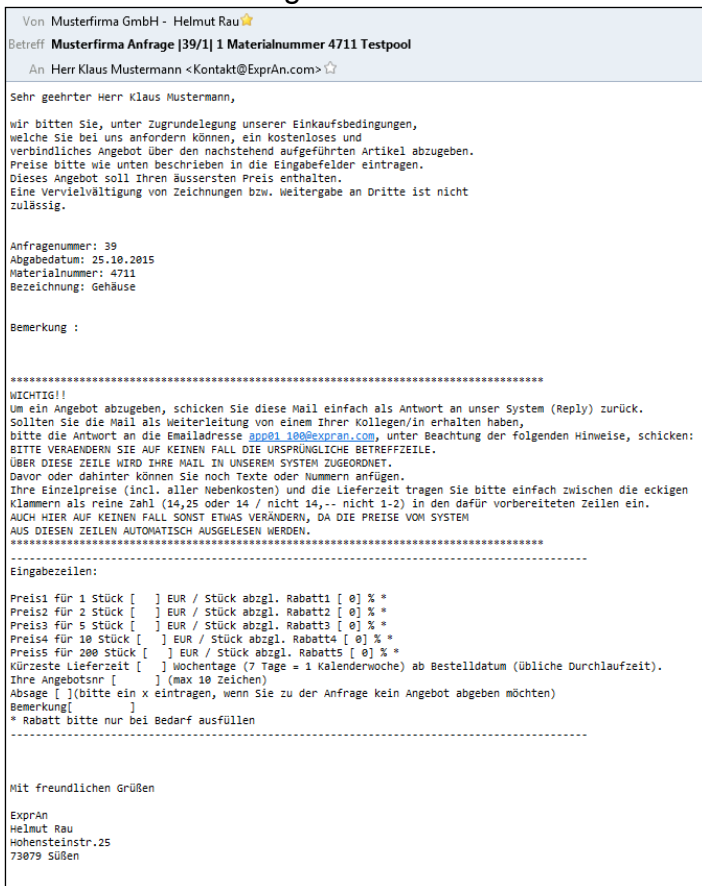 Von Musterfirma GmbH - Helmut Rau
Betreff Musterfirma Anfrage |39/1| 1 Materialnummer 4711 Testpool
An Herr Klaus Mustermann <Kontakt@ExprAn.com>
Sehr geehrter Herr Klaus Mustermann,
wir bitten Sie, unter Zugrundelegung unserer Einkaufsbedingungen,
welche Sie bei uns anfordern können, ein kostenloses und
verbindliches Angebot über den nachstehend aufgeführten Artikel abzugeben.
Preise bitte wie unten beschrieben in die Eingabefelder eintragen.
Dieses Angebot soll Ihren äussersten Preis enthalten.
Eine Vervielvältigung von Zeichnungen bzw. Weitergabe an Dritte ist nicht
zulässig.
Anfragenummer: 39
Abgabedatum: 25.10.2015
Materialnummer: 4711
Bezeichnung: Gehäuse
Bemerkung :
*************************************************************************************
WICHTIG!!
Um ein Angebot abzugeben, schicken Sie diese Mail einfach als Antwort an unser System (Reply) zurück.
Sollten Sie die Mail als Weiterleitung von einem Ihrer Kollegen/in erhalten haben,
bitte die Antwort an die Emailadresse app01_100@expran.com, unter Beachtung der folgenden Hinweise, schicken:
BITTE VERAENDERN SIE AUF KEINEN FALL DIE URSPRÜNGLICHE BETREFFZEILE.
ÜBER DIESE ZEILE WIRD IHRE MAIL IN UNSEREM SYSTEM ZUGEORDNET.
Davor oder dahinter können Sie noch Texte oder Nummern anfügen.
Ihre Einzelpreise (incl. aller Nebenkosten) und die Lieferzeit tragen Sie bitte einfach zwischen die eckigen
Klammern als reine Zahl (14,25 oder 14 / nicht 14,-- nicht 1-2) in den dafür vorbereiteten Zeilen ein.
AUCH HIER AUF KEINEN FALL SONST ETWAS VERÄNDERN, DA DIE PREISE VOM SYSTEM
AUS DIESEN ZEILEN AUTOMATISCH AUSGELESEN WERDEN.
*************************************************************************************
--------------------------------------------------------------------------------------------
Eingabezeilen:
Preis1 für 1 Stück [   ] EUR / Stück abzgl. Rabatt1 [ 0] % *
Preis2 für 2 Stück [   ] EUR / Stück abzgl. Rabatt2 [ 0] % *
Preis3 für 5 Stück [   ] EUR / Stück abzgl. Rabatt3 [ 0] % *
Preis4 für 10 Stück [   ] EUR / Stück abzgl. Rabatt4 [ 0] % *
Preis5 für 200 Stück [   ] EUR / Stück abzgl. Rabatt5 [ 0] % *
Kürzeste Lieferzeit [   ] Wochentage (7 Tage = 1 Kalenderwoche) ab Bestelldatum (übliche Durchlaufzeit).
Ihre Angebotsnr [      ] (max 10 Zeichen)
Absage [ ](bitte ein x eintragen, wenn Sie zu der Anfrage kein Angebot abgeben möchten)
Bemerkung[         ]
* Rabatt bitte nur bei Bedarf ausfüllen
--------------------------------------------------------------------------------------------
Mit freundlichen Grüßen
ExprAn
Helmut Rau
Hohensteinstr.25
73079 Süßen